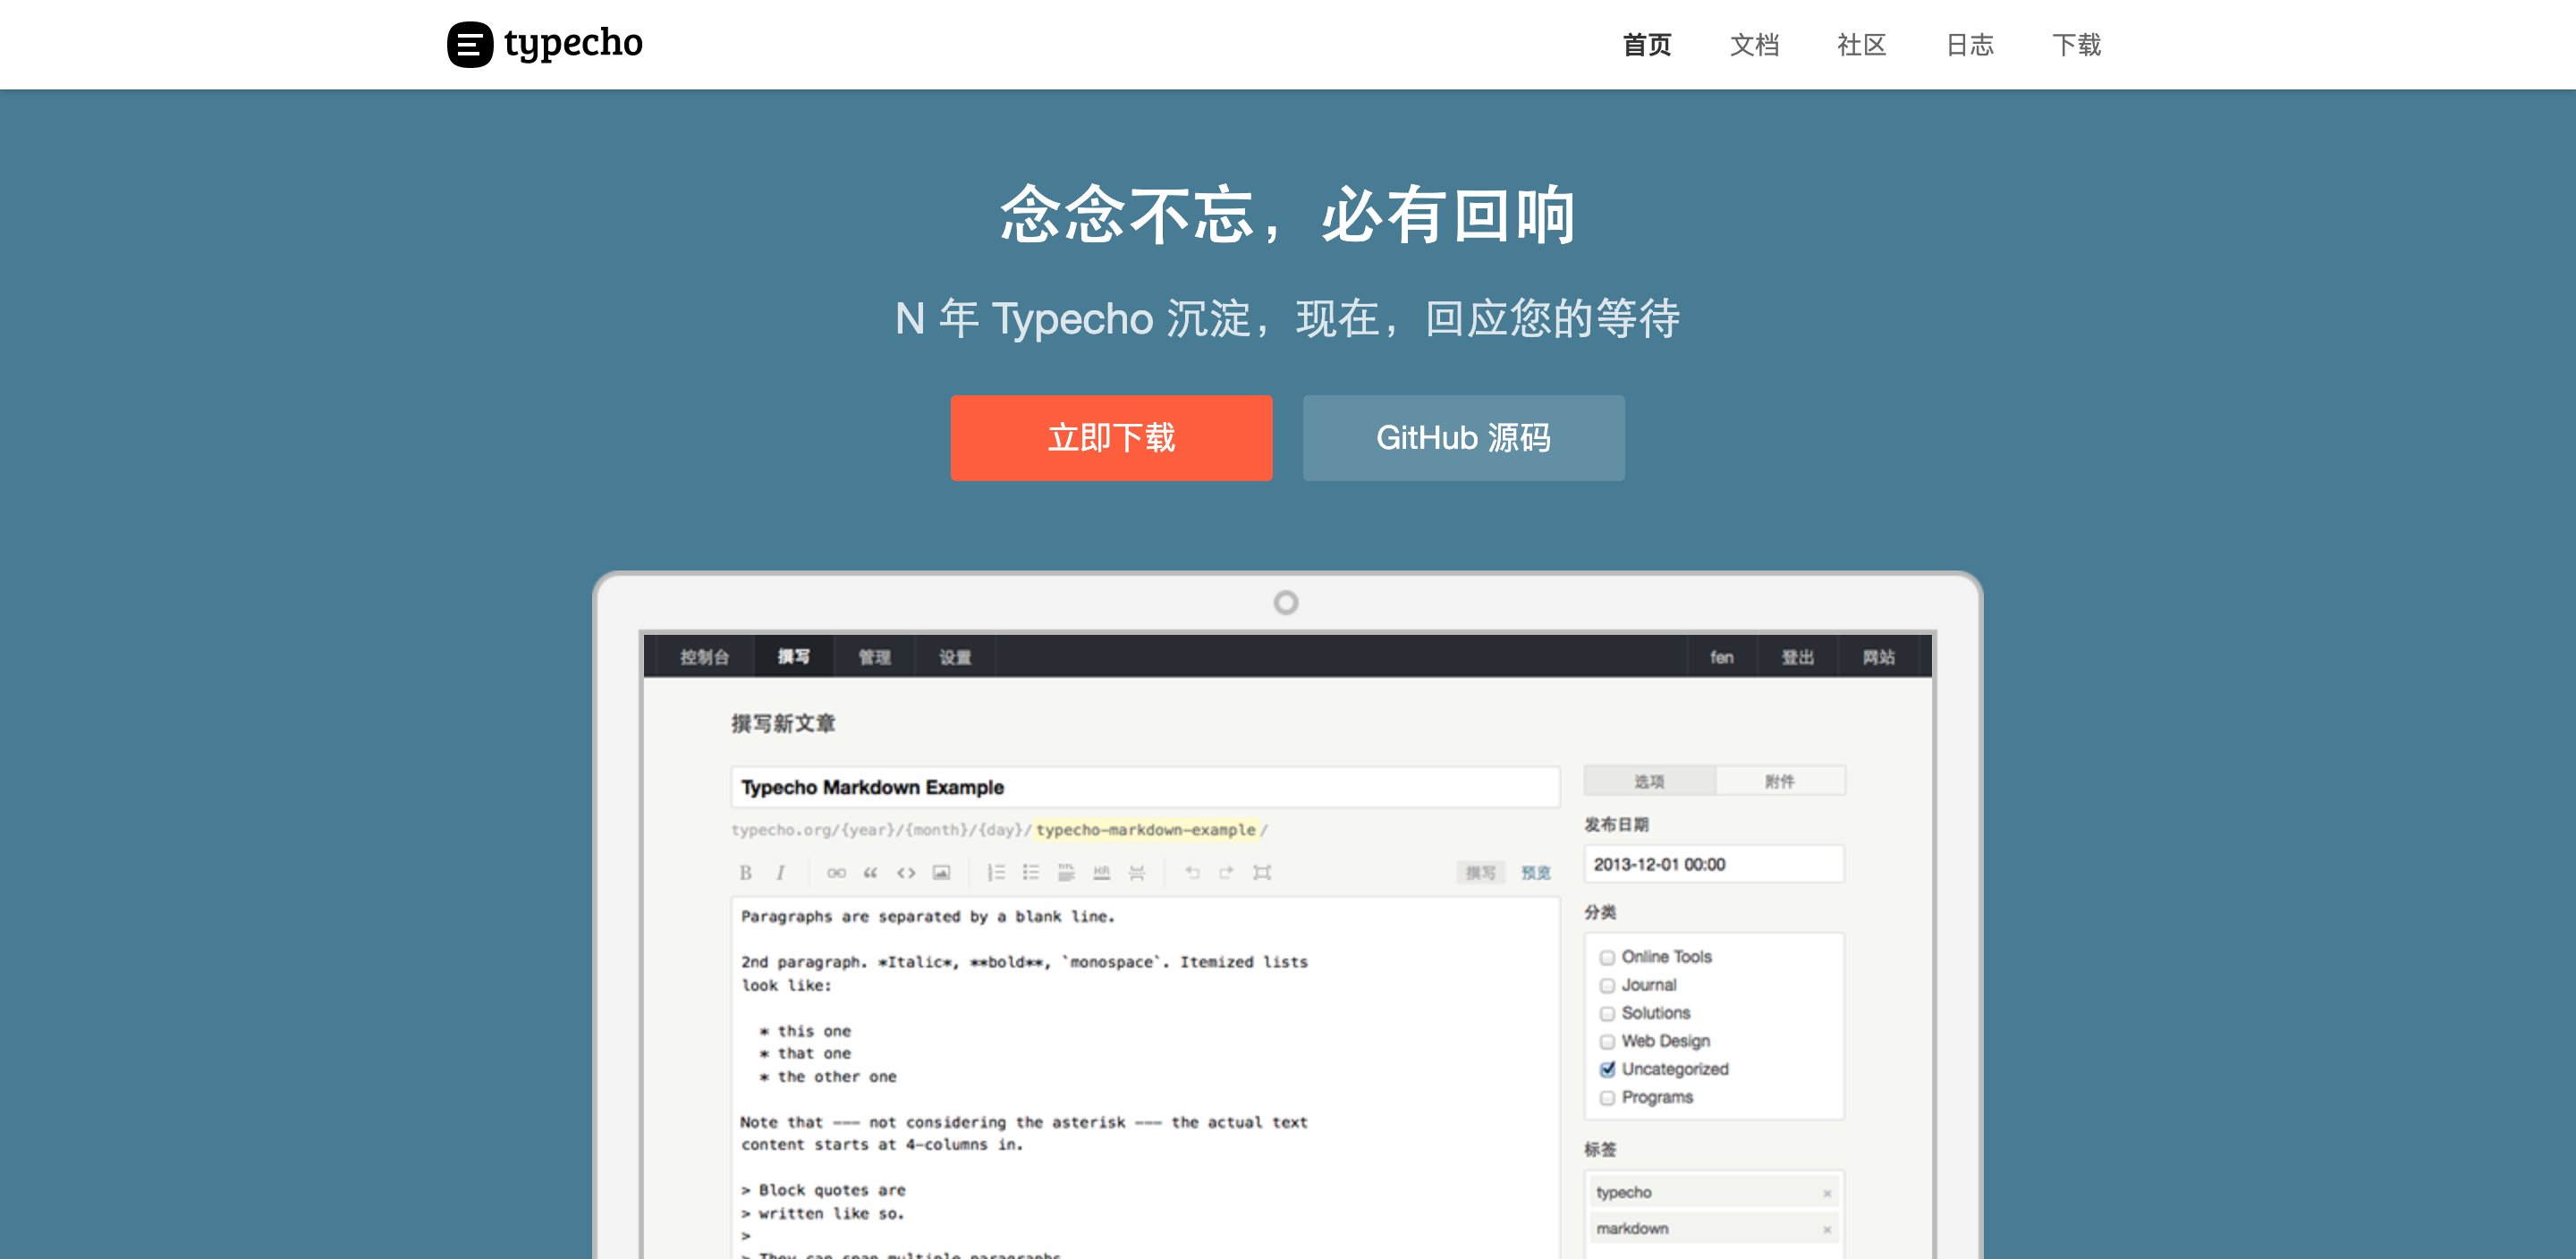 typecho
首页 文档 社区 日志 下载
念念不忘，必有回响
N 年 Typecho 沉淀，现在，回应您的等待
立即下载 GitHub 源码
控制台 撰写 管理 设置 fen 登出 网站
撰写新文章
Typecho Markdown Example
typecho.org/{year}/{month}/{day}/typecho-markdown-example/
B I HR 撰写 预览
Paragraphs are separated by a blank line.
2nd paragraph. *Italic*, **bold**, `monospace`. Itemized lists
look like:
* this one
* that one
* the other one
Note that --- not considering the asterisk --- the actual text
content starts at 4-columns in.
> Block quotes are
> written like so.
>
> They can span multiple paragraphs
选项 附件
发布日期
2013-12-01 00:00
分类
Online Tools
Journal
Solutions
Web Design
Uncategorized
Programs
标签
typecho ×
markdown ×